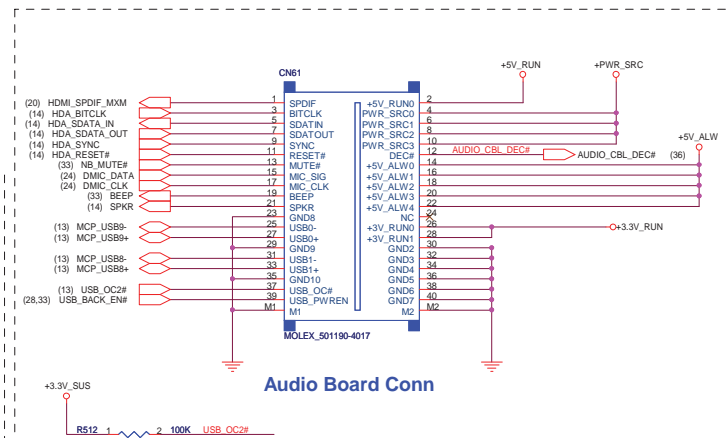 CN61
+5V_RUN
+PWR_SRC
(20) HDMI_SPDIF_MXM 1 SPDIF +5V_RUN0 2
(14) HDA_BITCLK 3 BITCLK PWR_SRC0 4
(14) HDA_SDATA_IN 5 SDATIN PWR_SRC1 6
(14) HDA_SDATA_OUT 7 SDATOUT PWR_SRC2 8
(14) HDA_SYNC 9 SYNC PWR_SRC3 10
+5V_ALW
(14) HDA_RESET# 11 RESET# DEC# 12 AUDIO_CBL_DEC# AUDIO_CBL_DEC# (36)
(33) NB_MUTE# 13 MUTE# +5V_ALW0 14
(24) DMIC_DATA 15 MIC_SIG +5V_ALW1 16
(24) DMIC_CLK 17 MIC_CLK +5V_ALW2 18
(33) BEEP 19 BEEP +5V_ALW3 20
(14) SPKR 21 SPKR +5V_ALW4 22
23 GND8 NC 24
(13) MCP_USB9- 25 USB0- +3V_RUN0 26 +3.3V_RUN
(13) MCP_USB9+ 27 USB0+ +3V_RUN1 28
29 GND9 GND2 30
(13) MCP_USB8- 31 USB1- GND3 32
(13) MCP_USB8+ 33 USB1+ GND4 34
35 GND10 GND5 36
(13) USB_OC2# 37 USB_OC# GND6 38
(28,33) USB_BACK_EN# 39 USB_PWREN GND7 40
M1 M1 M2 M2
MOLEX_501190-4017
Audio Board Conn
+3.3V_SUS
R512 1 2 100K USB_OC2#